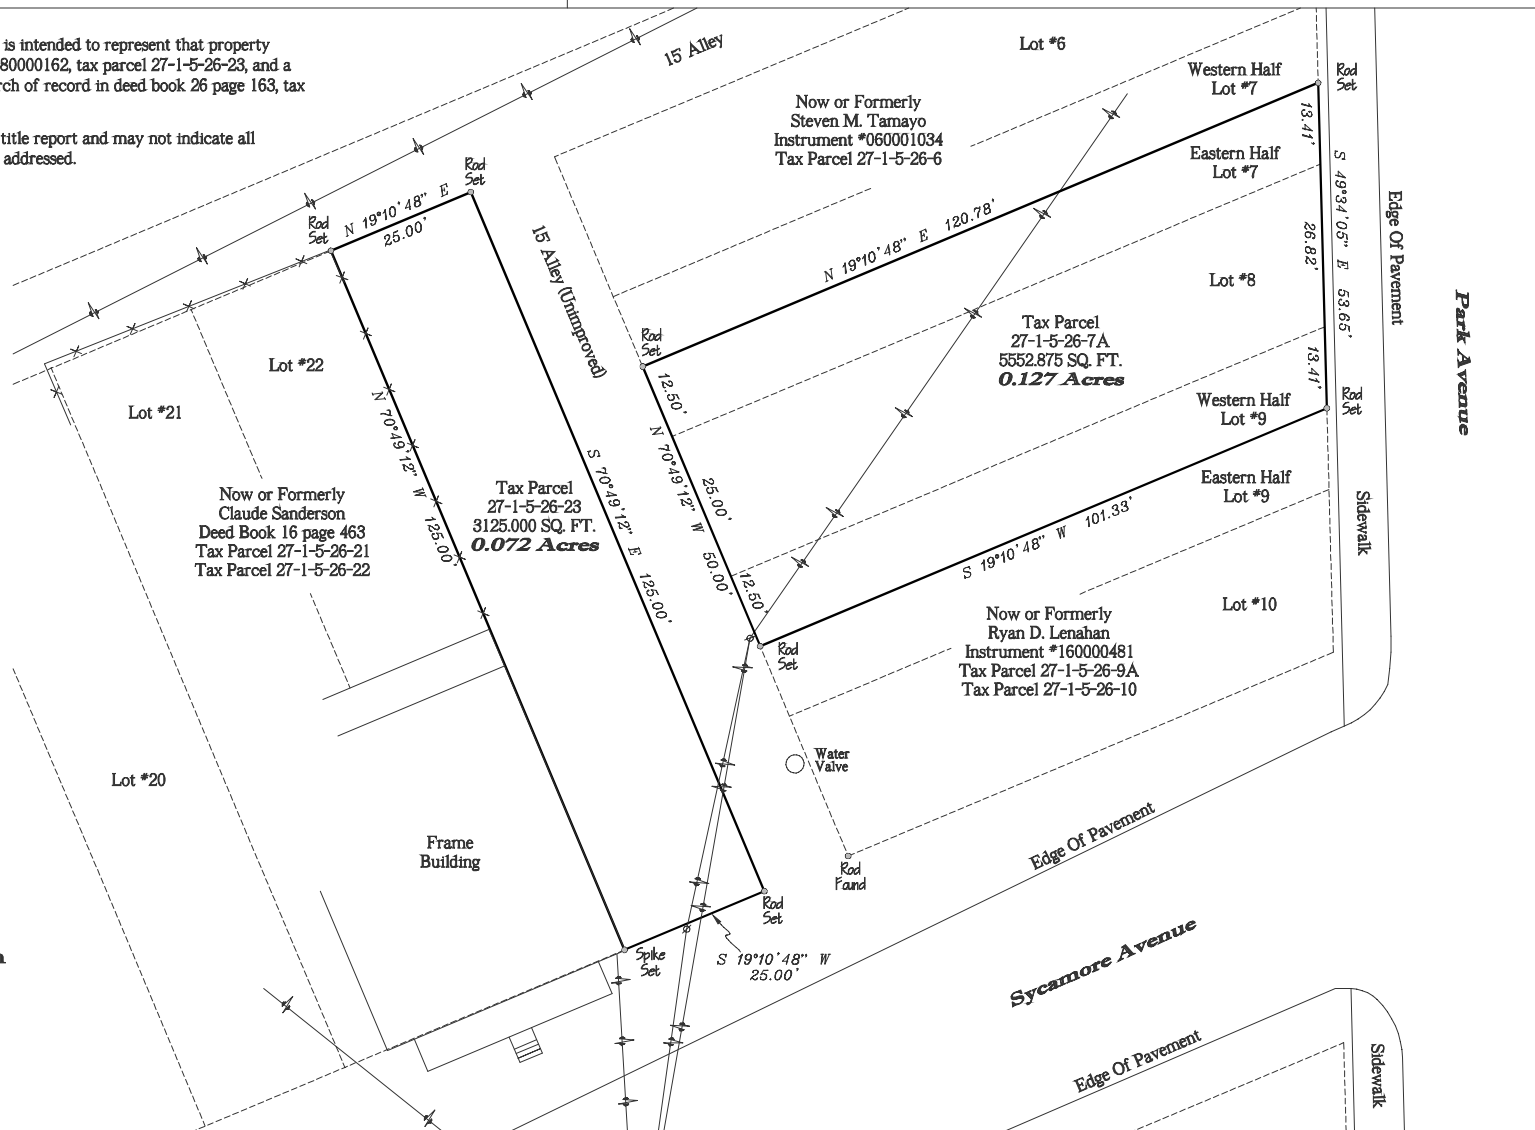 is intended to represent that property
80000162, tax parcel 27-1-5-26-23, and a
rch of record in deed book 26 page 163, tax
title report and may not indicate all
addressed.
15' Alley
Lot #6
Western Half
Lot #7
Rod
Set
Now or Formerly
Steven M. Tamayo
Instrument #060001034
Tax Parcel 27-1-5-26-6
13.41'
Eastern Half
Lot #7
Rod
Set
N 19°10'48" E
25.00'
Rod
Set
S 49°34'05" E 53.65'
Edge Of Pavement
Park Avenue
15' Alley (Unimproved)
N 19°10'48" E 120.78'
26.82'
Lot #8
Rod
Set
Tax Parcel
27-1-5-26-7A
5552.875 SQ. FT.
0.127 Acres
13.41'
Rod
Set
Western Half
Lot #9
Lot #22
Lot #21
12.50'
N 70°49'12" W 50.00'
25.00'
12.50'
N 70°49'12" W 125.00'
S 70°49'12" E 125.00'
Eastern Half
Lot #9
Now or Formerly
Claude Sanderson
Deed Book 16 page 463
Tax Parcel 27-1-5-26-21
Tax Parcel 27-1-5-26-22
Tax Parcel
27-1-5-26-23
3125.000 SQ. FT.
0.072 Acres
S 19°10'48" W 101.33'
Sidewalk
Lot #10
Now or Formerly
Ryan D. Lenahan
Instrument #160000481
Tax Parcel 27-1-5-26-9A
Tax Parcel 27-1-5-26-10
Rod
Set
Water
Valve
Lot #20
Frame
Building
Edge Of Pavement
Rod
Found
Rod
Set
Spike
Set
S 19°10'48" W
25.00'
Sycamore Avenue
Edge Of Pavement
Sidewalk